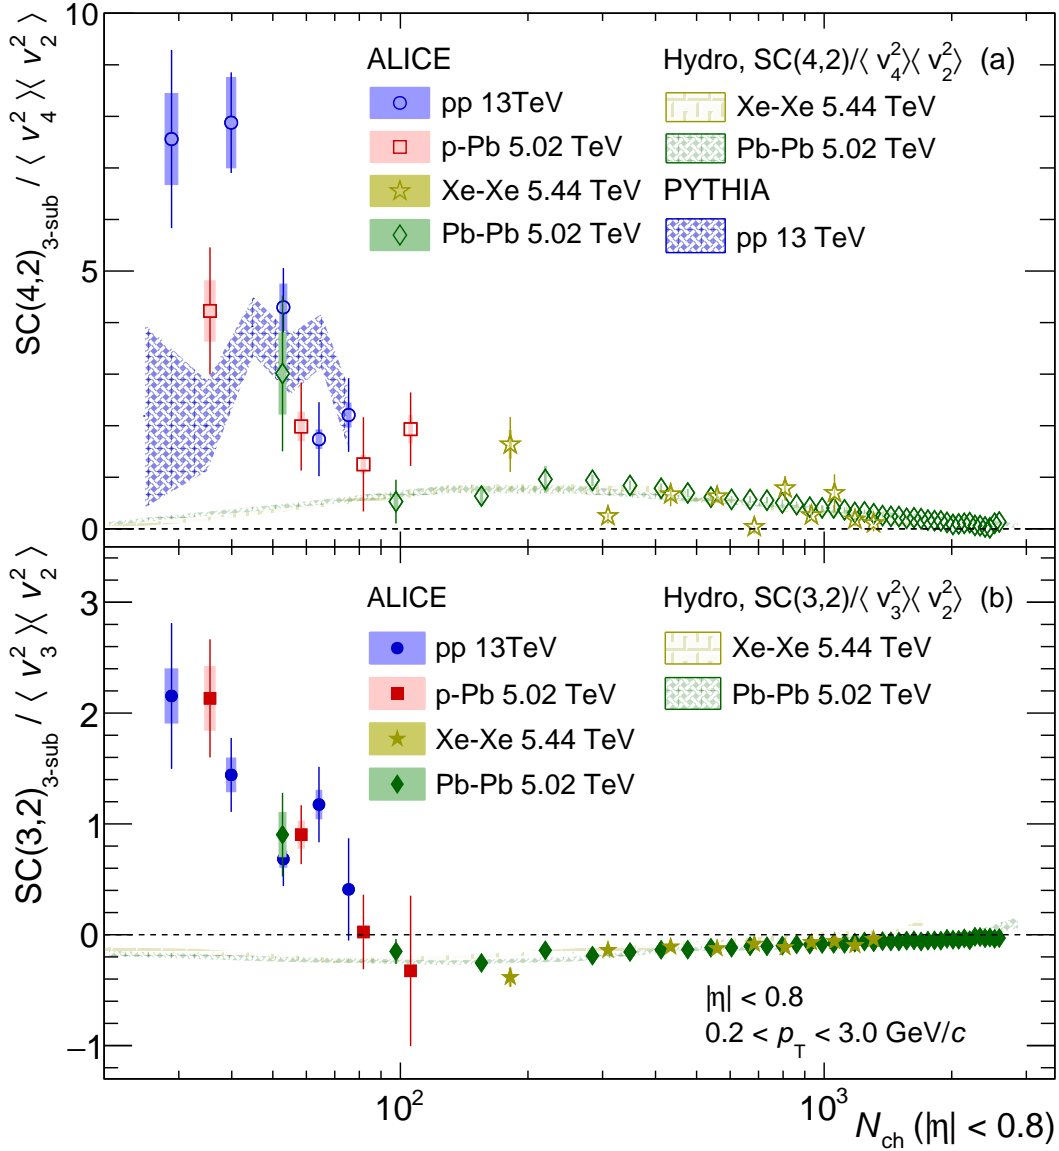 SC(4,2)3-sub / ⟨ v₄² ⟩⟨ v₂² ⟩
10
5
0
ALICE
pp 13TeV
p-Pb 5.02 TeV
Xe-Xe 5.44 TeV
Pb-Pb 5.02 TeV
Hydro, SC(4,2)/⟨ v₄² ⟩⟨ v₂² ⟩ (a)
Xe-Xe 5.44 TeV
Pb-Pb 5.02 TeV
PYTHIA
pp 13 TeV
SC(3,2)3-sub / ⟨ v₃² ⟩⟨ v₂² ⟩
3
2
1
0
−1
ALICE
pp 13TeV
p-Pb 5.02 TeV
Xe-Xe 5.44 TeV
Pb-Pb 5.02 TeV
Hydro, SC(3,2)/⟨ v₃² ⟩⟨ v₂² ⟩ (b)
Xe-Xe 5.44 TeV
Pb-Pb 5.02 TeV
|η| < 0.8
0.2 < pT < 3.0 GeV/c
10² 10³
Nch (|η| < 0.8)